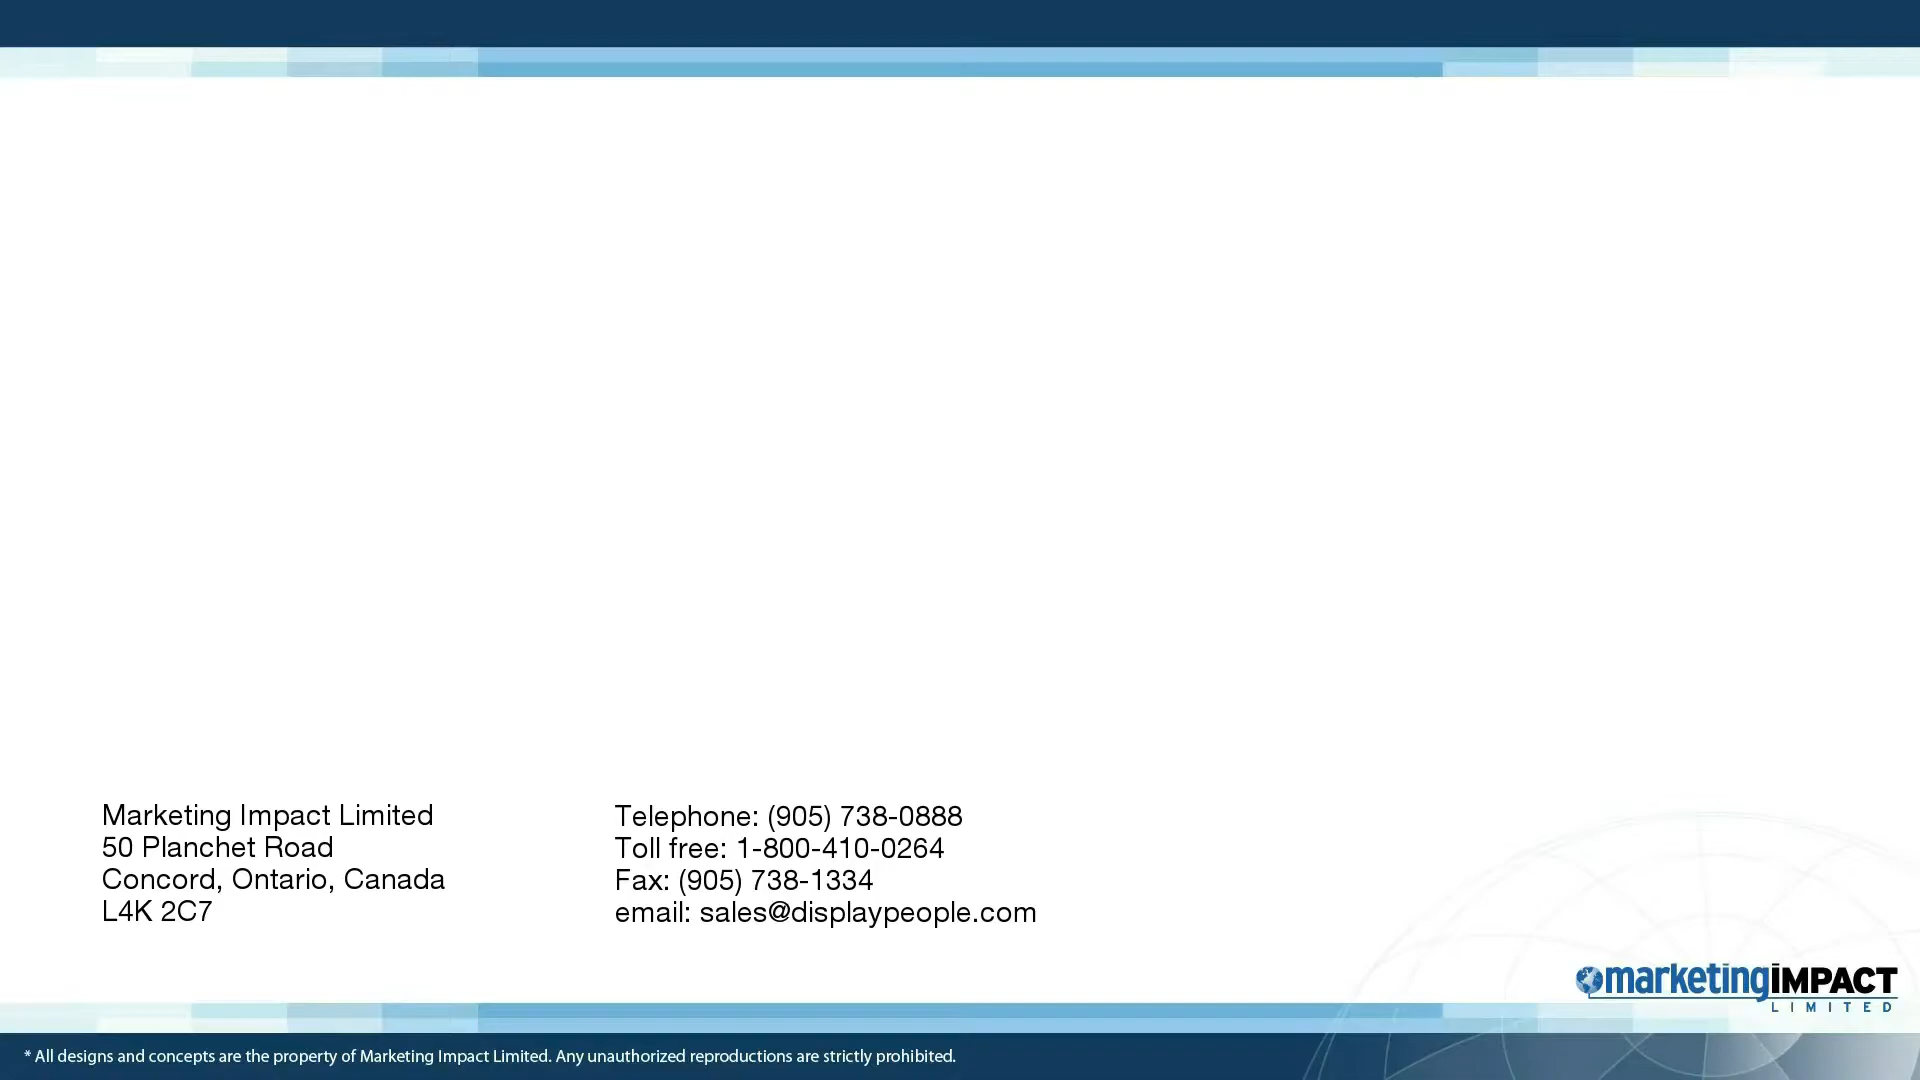 Marketing Impact Limited
50 Planchet Road
Concord, Ontario, Canada
L4K 2C7
Telephone: (905) 738-0888
Toll free: 1-800-410-0264
Fax: (905) 738-1334
email: sales@displaypeople.com
marketingIMPACT
LIMITED
* All designs and concepts are the property of Marketing Impact Limited. Any unauthorized reproductions are strictly prohibited.